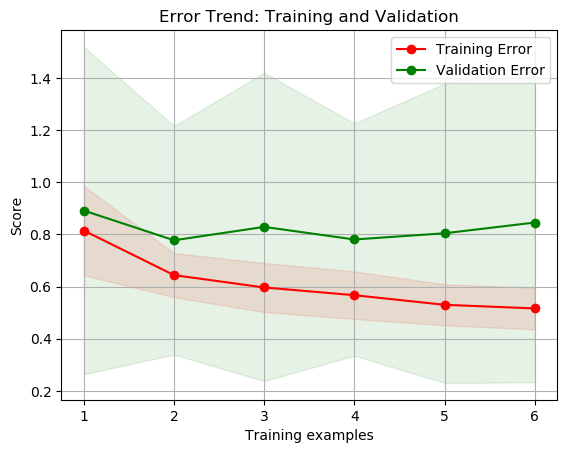 Error Trend: Training and Validation
Training Error
Validation Error
Score
1.4
1.2
1.0
0.8
0.6
0.4
0.2
1 2 3 4 5 6
Training examples